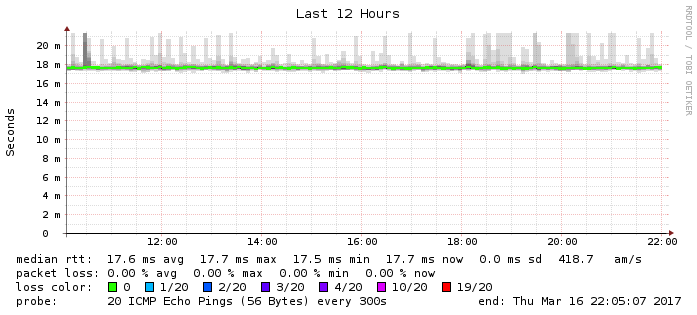 Last 12 Hours
RRDTOOL / TOBI OETIKER
Seconds
20 m
18 m
16 m
14 m
12 m
10 m
8 m
6 m
4 m
2 m
0
12:00 14:00 16:00 18:00 20:00 22:00
median rtt: 17.6 ms avg 17.7 ms max 17.5 ms min 17.7 ms now 0.0 ms sd 418.7 am/s
packet loss: 0.00 % avg 0.00 % max 0.00 % min 0.00 % now
loss color: 0 1/20 2/20 3/20 4/20 10/20 19/20
probe: 20 ICMP Echo Pings (56 Bytes) every 300s end: Thu Mar 16 22:05:07 2017